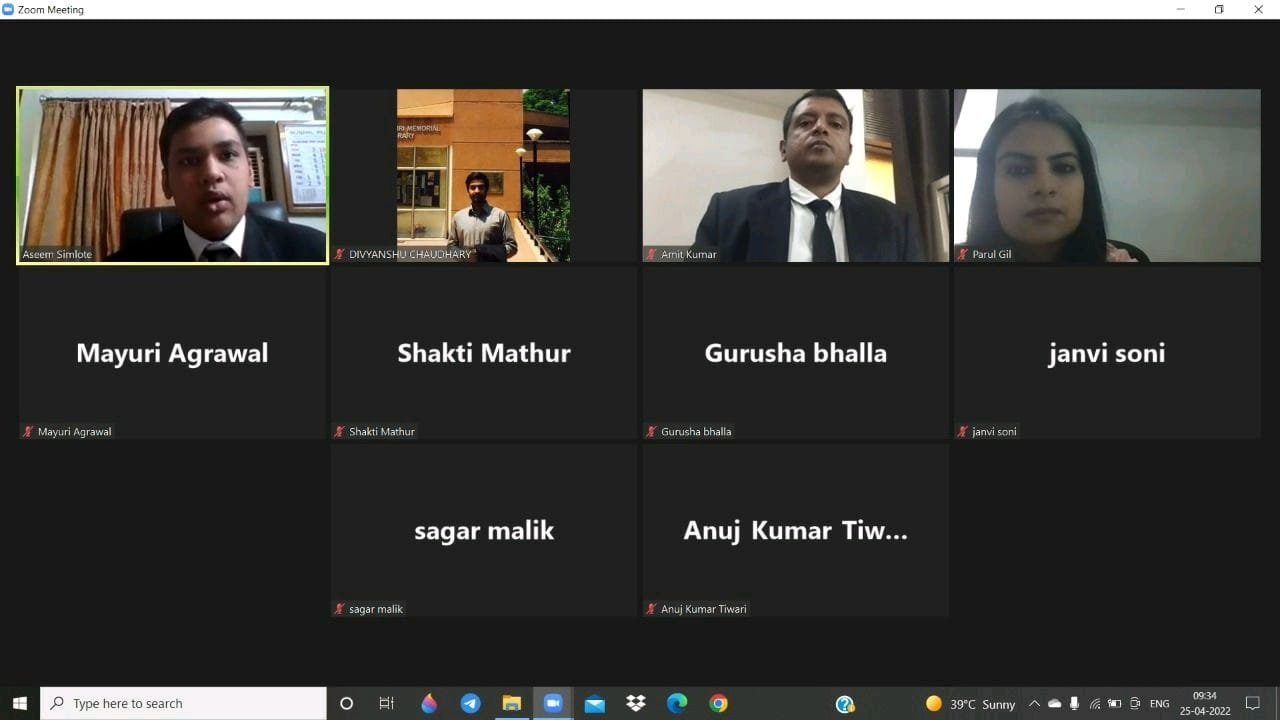 Zoom Meeting
Aseem Simlote
RI MEMORIAL
RARY
DIVYANSHU CHAUDHARY
Amit Kumar
Parul Gil
Mayuri Agrawal
Mayuri Agrawal
Shakti Mathur
Shakti Mathur
Gurusha bhalla
Gurusha bhalla
janvi soni
janvi soni
sagar malik
sagar malik
Anuj Kumar Tiw...
Anuj Kumar Tiwari
Type here to search
39°C Sunny
ENG
09:34
25-04-2022